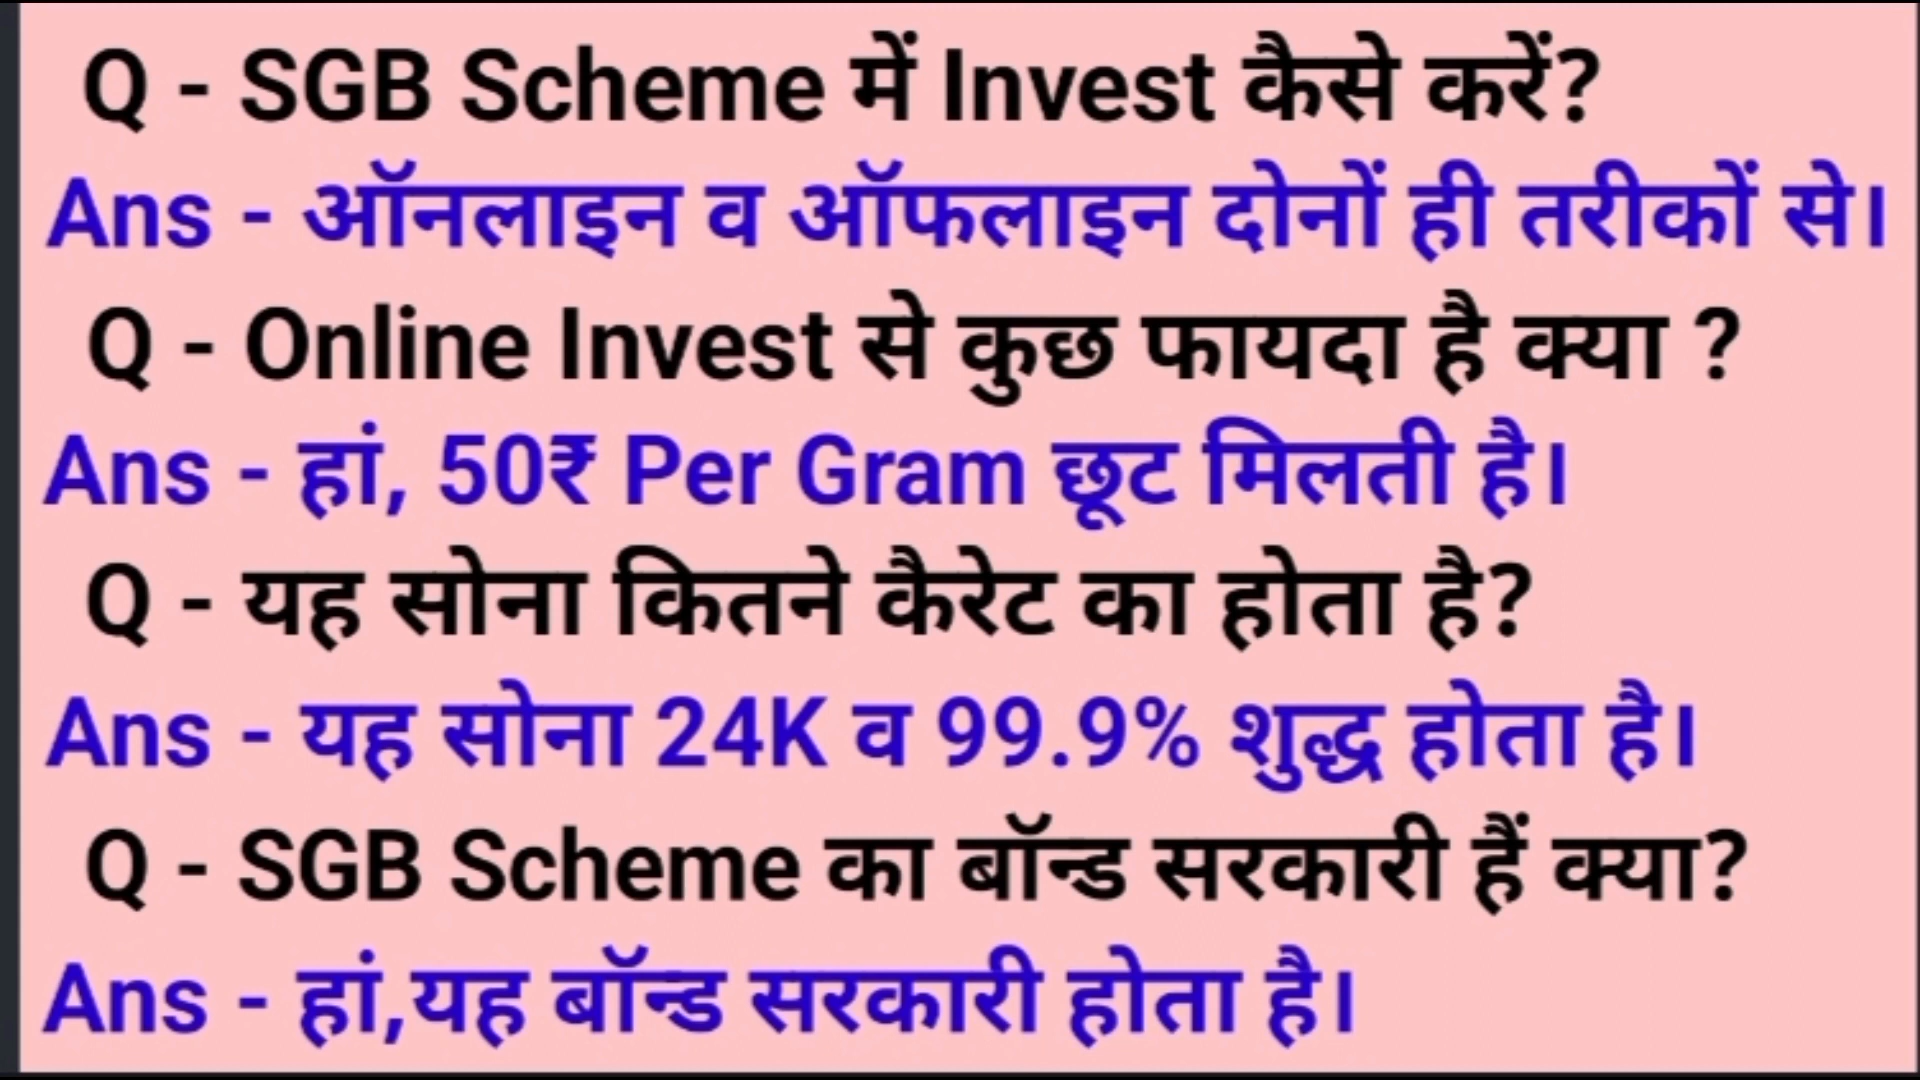 Q - SGB Scheme में Invest कैसे करें?
Ans - ऑनलाइन व ऑफलाइन दोनों ही तरीकों से।
Q - Online Invest से कुछ फायदा है क्या ?
Ans - हां, 50₹ Per Gram छूट मिलती है।
Q - यह सोना कितने कैरेट का होता है?
Ans - यह सोना 24K व 99.9% शुद्ध होता है।
Q - SGB Scheme का बॉन्ड सरकारी हैं क्या?
Ans - हां,यह बॉन्ड सरकारी होता है।